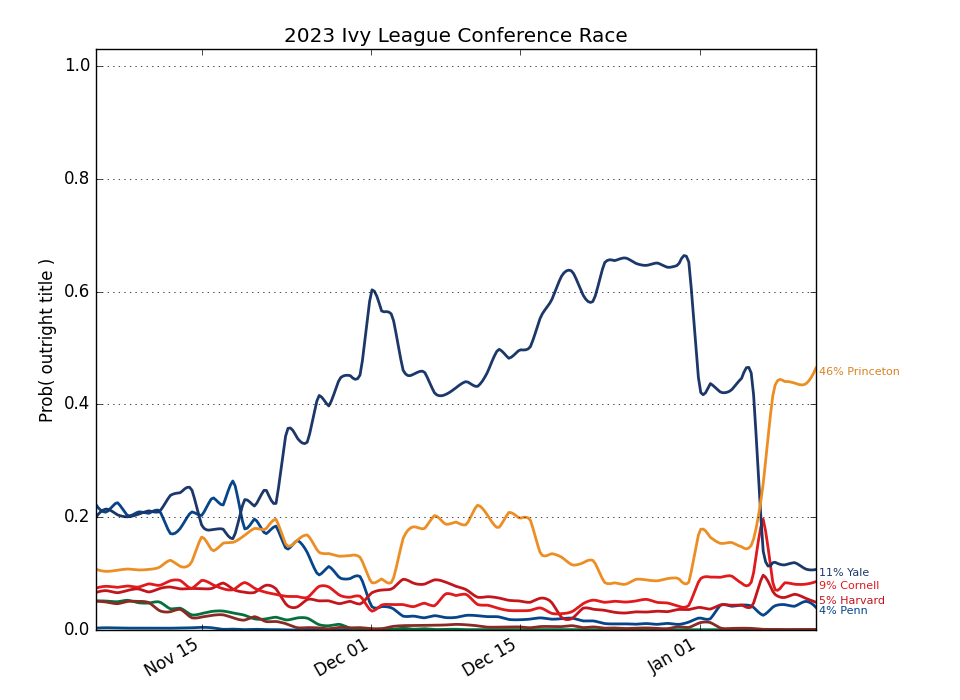 2023 Ivy League Conference Race
1.0
0.8
0.6
0.4
0.2
0.0
Prob( outright title )
46% Princeton
11% Yale
9% Cornell
5% Harvard
4% Penn
Nov 15
Dec 01
Dec 15
Jan 01